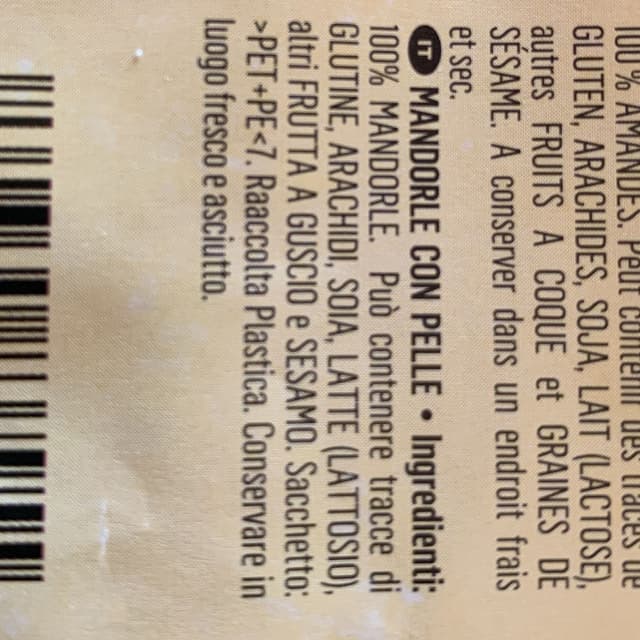 100% AMANDES. Peut contenir des traces de
GLUTEN, ARACHIDES, SOJA, LAIT (LACTOSE),
autres FRUITS A COQUE et GRAINES DE
SÉSAME. A conserver dans un endroit frais
et sec.
IT MANDORLE CON PELLE • Ingredienti:
100% MANDORLE. Può contenere tracce di
GLUTINE, ARACHIDI, SOIA, LATTE (LATTOSIO),
altri FRUTTA A GUSCIO e SESAMO. Sacchetto:
>PET+PE<7. Raaccolta Plastica. Conservare in
luogo fresco e asciutto.